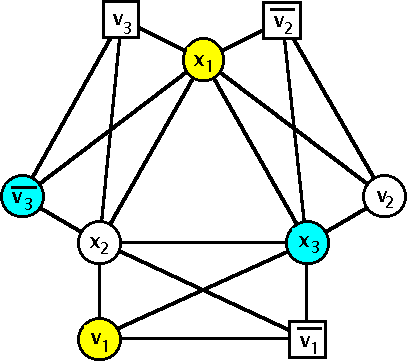 v₃
v̅₂
x₁
v̅₃
v₂
x₂
x₃
v₁
v̅₁